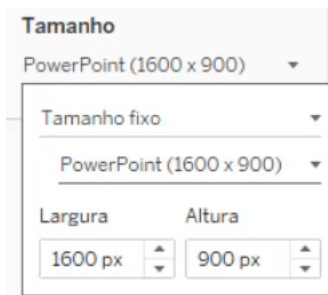 Tamanho
PowerPoint (1600 x 900)
Tamanho fixo
PowerPoint (1600 x 900)
Largura Altura
1600 px 900 px